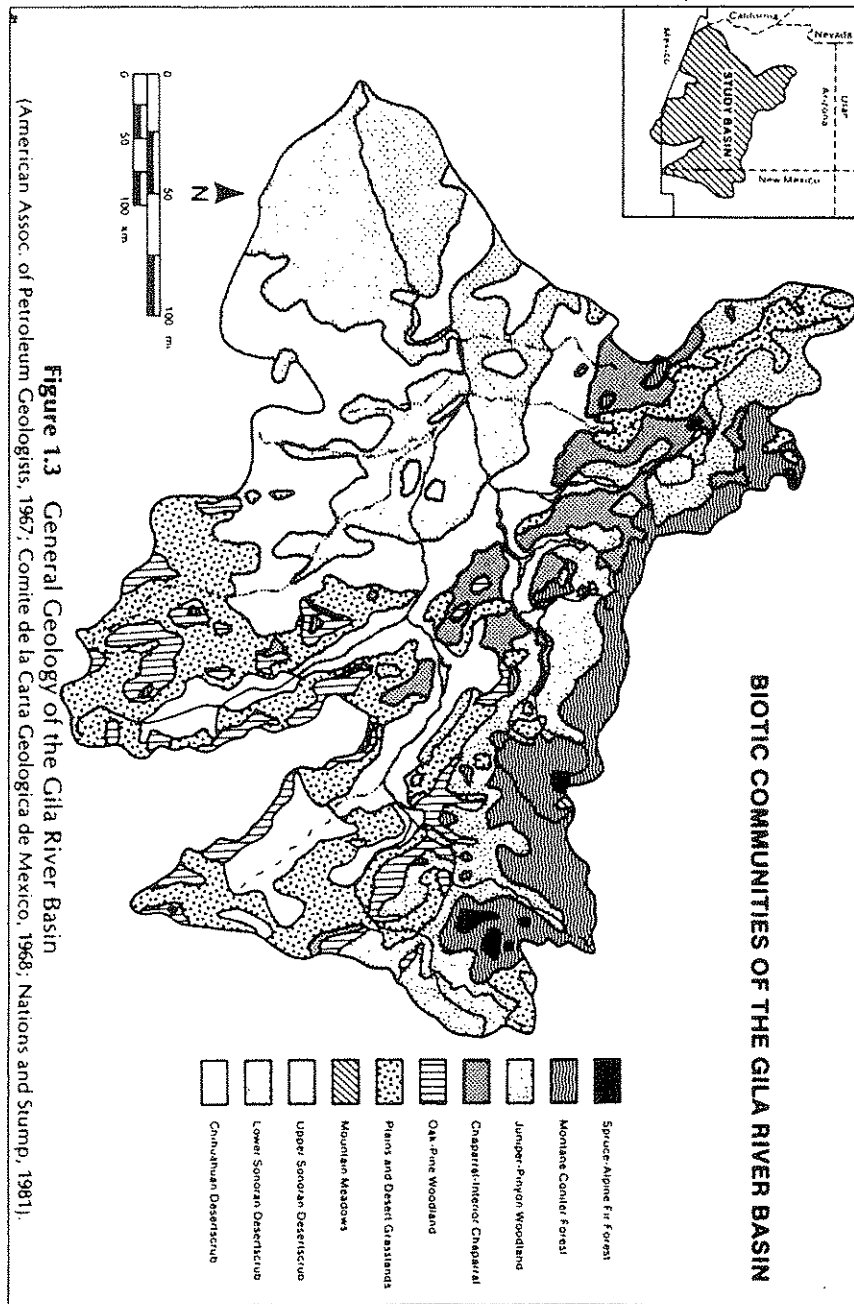 BIOTIC COMMUNITIES OF THE GILA RIVER BASIN
California
Nevada
Utah
Arizona
Mexico
STUDY BASIN
New Mexico
Spruce-Alpine Fir Forest
Montane Conifer Forest
Juniper-Pinyon Woodland
Chaparral-Interior Chaparral
Oak-Pine Woodland
Plains and Desert Grasslands
Mountain Meadows
Upper Sonoran Desertscrub
Lower Sonoran Desertscrub
Chihuahuan Desertscrub
N
0 50 100 mi.
0 50 100 km
Figure 1.3 General Geology of the Gila River Basin
(American Assoc. of Petroleum Geologists, 1967; Comite de la Carta Geologica de Mexico, 1968; Nations and Stump, 1981).